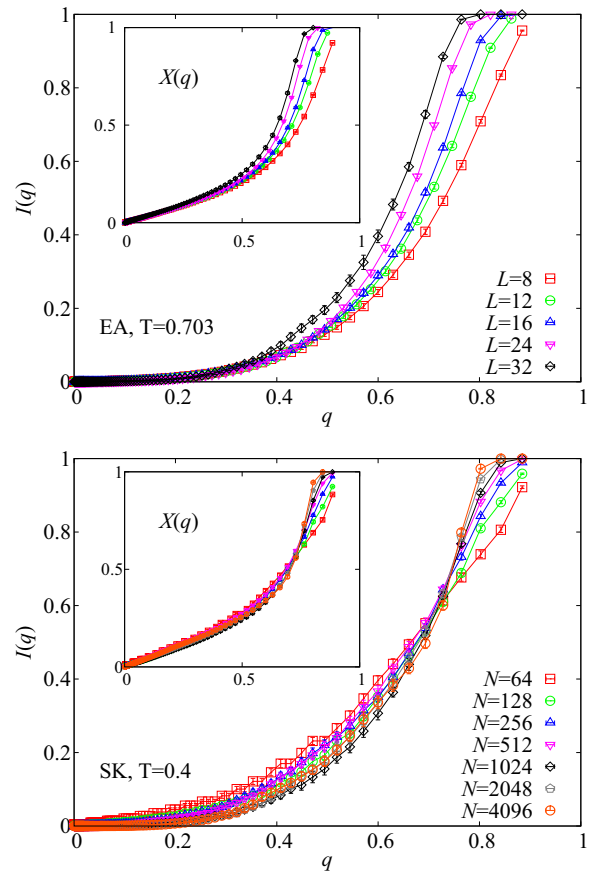 1
0.8
0.6
0.4
0.2
0
0 0.2 0.4 0.6 0.8 1
I(q)
q
EA, T=0.703
L=8
L=12
L=16
L=24
L=32
X(q)
1
0.5
0
0 0.5 1
1
0.8
0.6
0.4
0.2
0
0 0.2 0.4 0.6 0.8 1
I(q)
q
SK, T=0.4
N=64
N=128
N=256
N=512
N=1024
N=2048
N=4096
X(q)
1
0.5
0
0 0.5 1